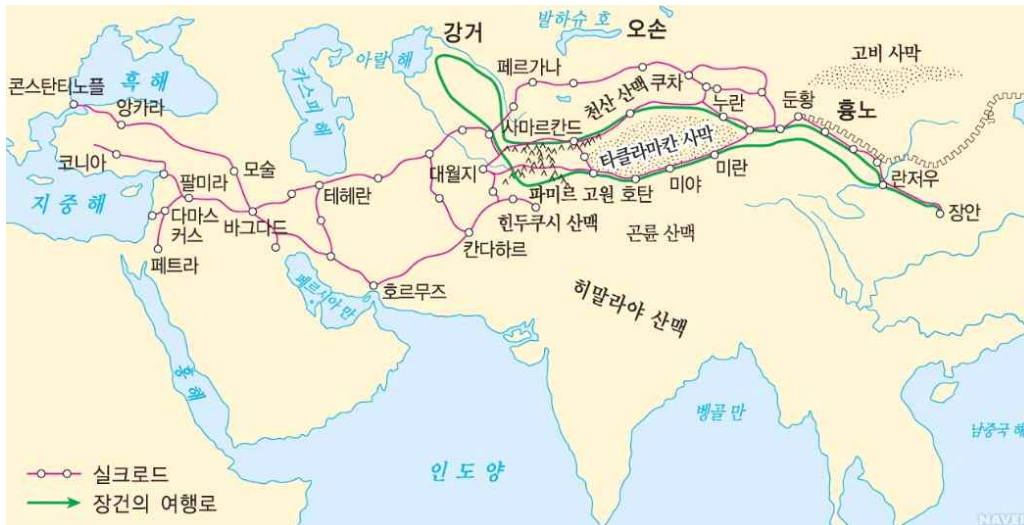 발하슈 호
강거
오손
고비 사막
아랄 해
페르가나
흑해
카스피 해
쿠차
콘스탄티노플
천산 산맥
둔황
앙카라
누란
흉노
사마르칸드
타클라마칸 사막
코니아
모술
대월지
란저우
팔미라
테헤란
파미르 고원
호탄
미야
미란
지중해
다마스
커스
바그다드
힌두쿠시 산맥
장안
곤륜 산맥
칸다하르
페트라
페르시아 만
호르무즈
히말라야 산맥
홍해
벵골 만
남중국 해
인도양
실크로드
장건의 여행로
NAVER